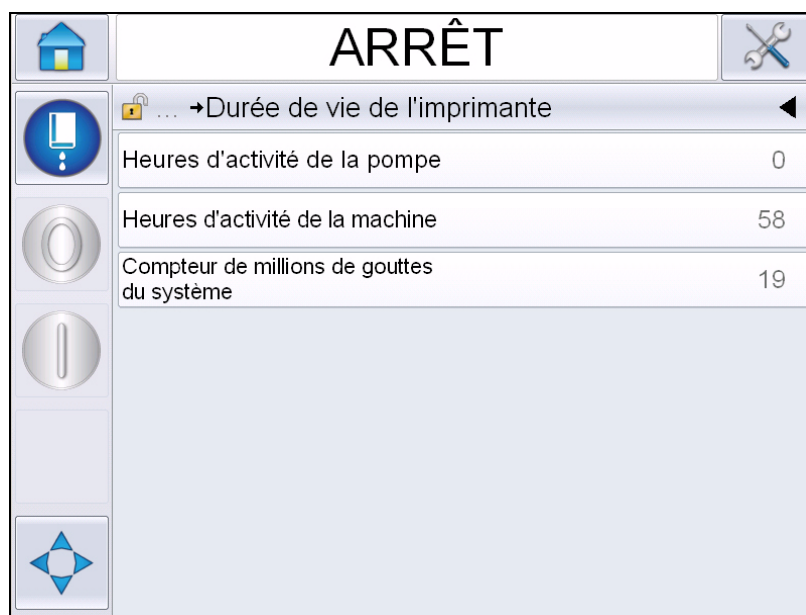 ARRÊT
... →Durée de vie de l'imprimante
Heures d'activité de la pompe
0
Heures d'activité de la machine
58
Compteur de millions de gouttes
du système
19